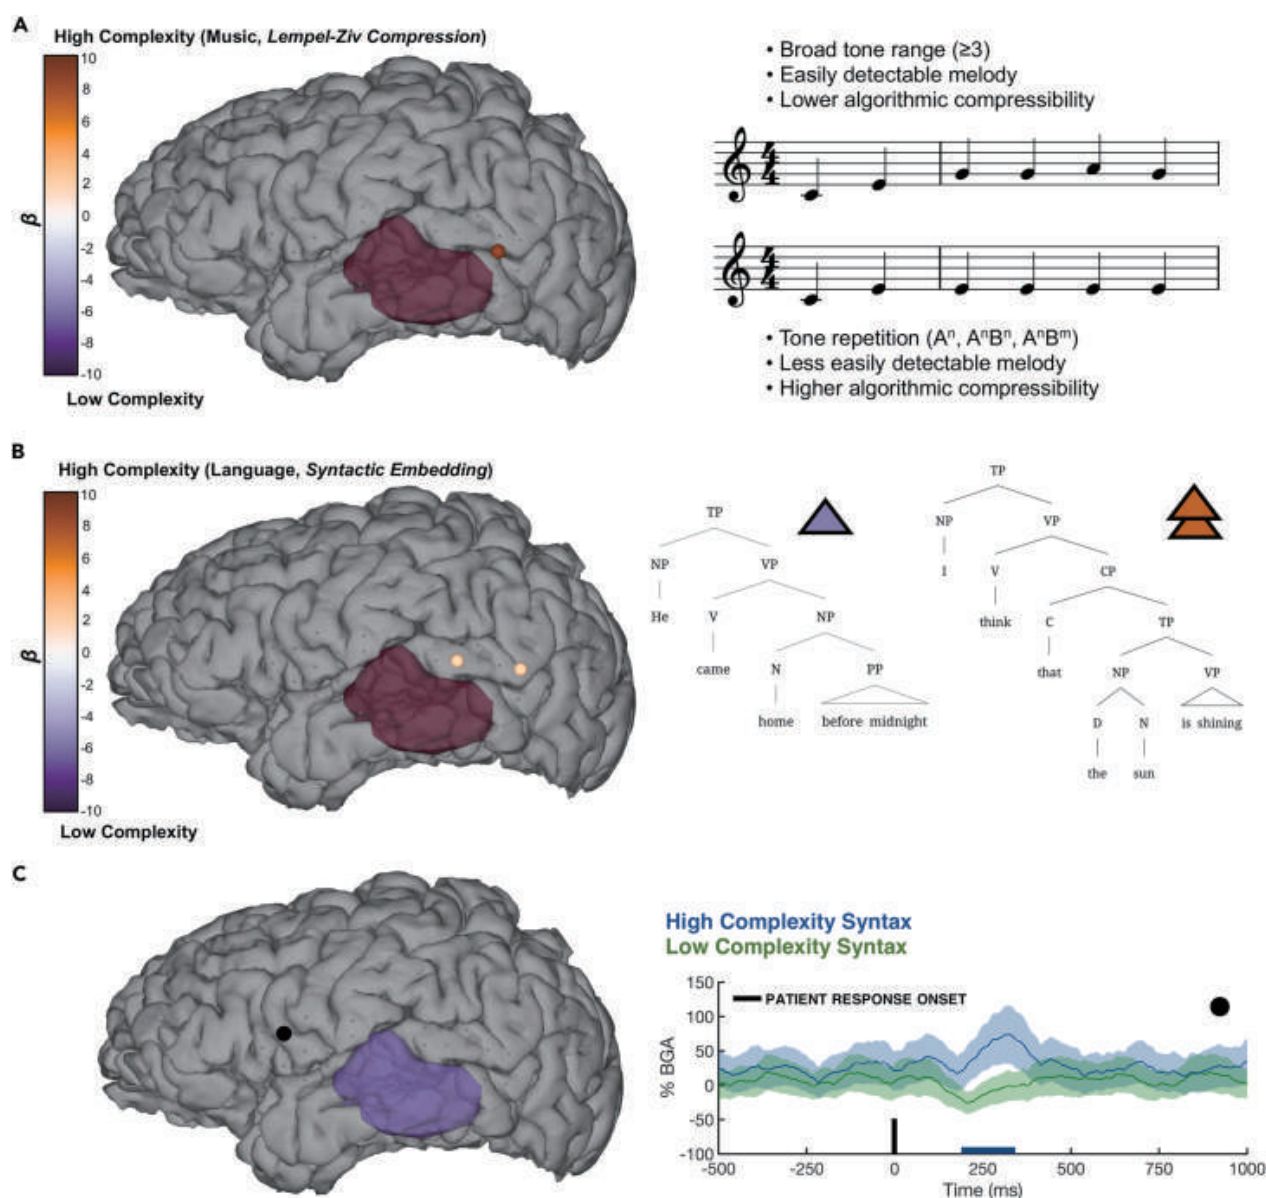 A
High Complexity (Music, Lempel-Ziv Compression)
10
8
6
4
2
0
-2
-4
-6
-8
-10
β
Low Complexity
• Broad tone range (≥3)
• Easily detectable melody
• Lower algorithmic compressibility
4
4
4
4
• Tone repetition (Aⁿ, AⁿBⁿ, AⁿBᵐ)
• Less easily detectable melody
• Higher algorithmic compressibility
B
High Complexity (Language, Syntactic Embedding)
10
8
6
4
2
0
-2
-4
-6
-8
-10
β
Low Complexity
TP
NP VP
He V NP
came N PP
home before midnight
TP
NP VP
I V CP
think C TP
that NP VP
D N is shining
the sun
C
High Complexity Syntax
Low Complexity Syntax
PATIENT RESPONSE ONSET
% BGA
150
100
50
0
-50
-100
-500 -250 0 250 500 750 1000
Time (ms)